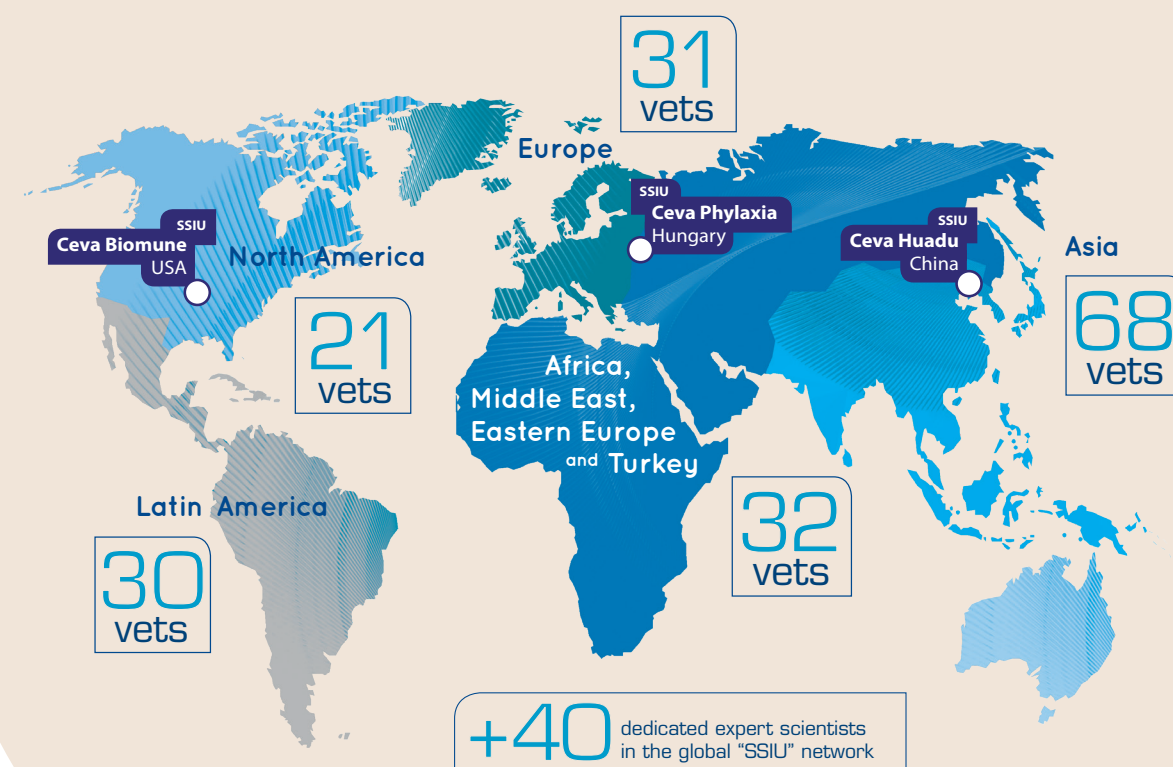 31
vets
Europe
SSIU
Ceva Phylaxia
Hungary
SSIU
Ceva Biomune
USA
North America
21
vets
SSIU
Ceva Huadu
China
Asia
68
vets
Africa,
Middle East,
Eastern Europe
and Turkey
32
vets
Latin America
30
vets
+40
dedicated expert scientists
in the global “SSIU” network